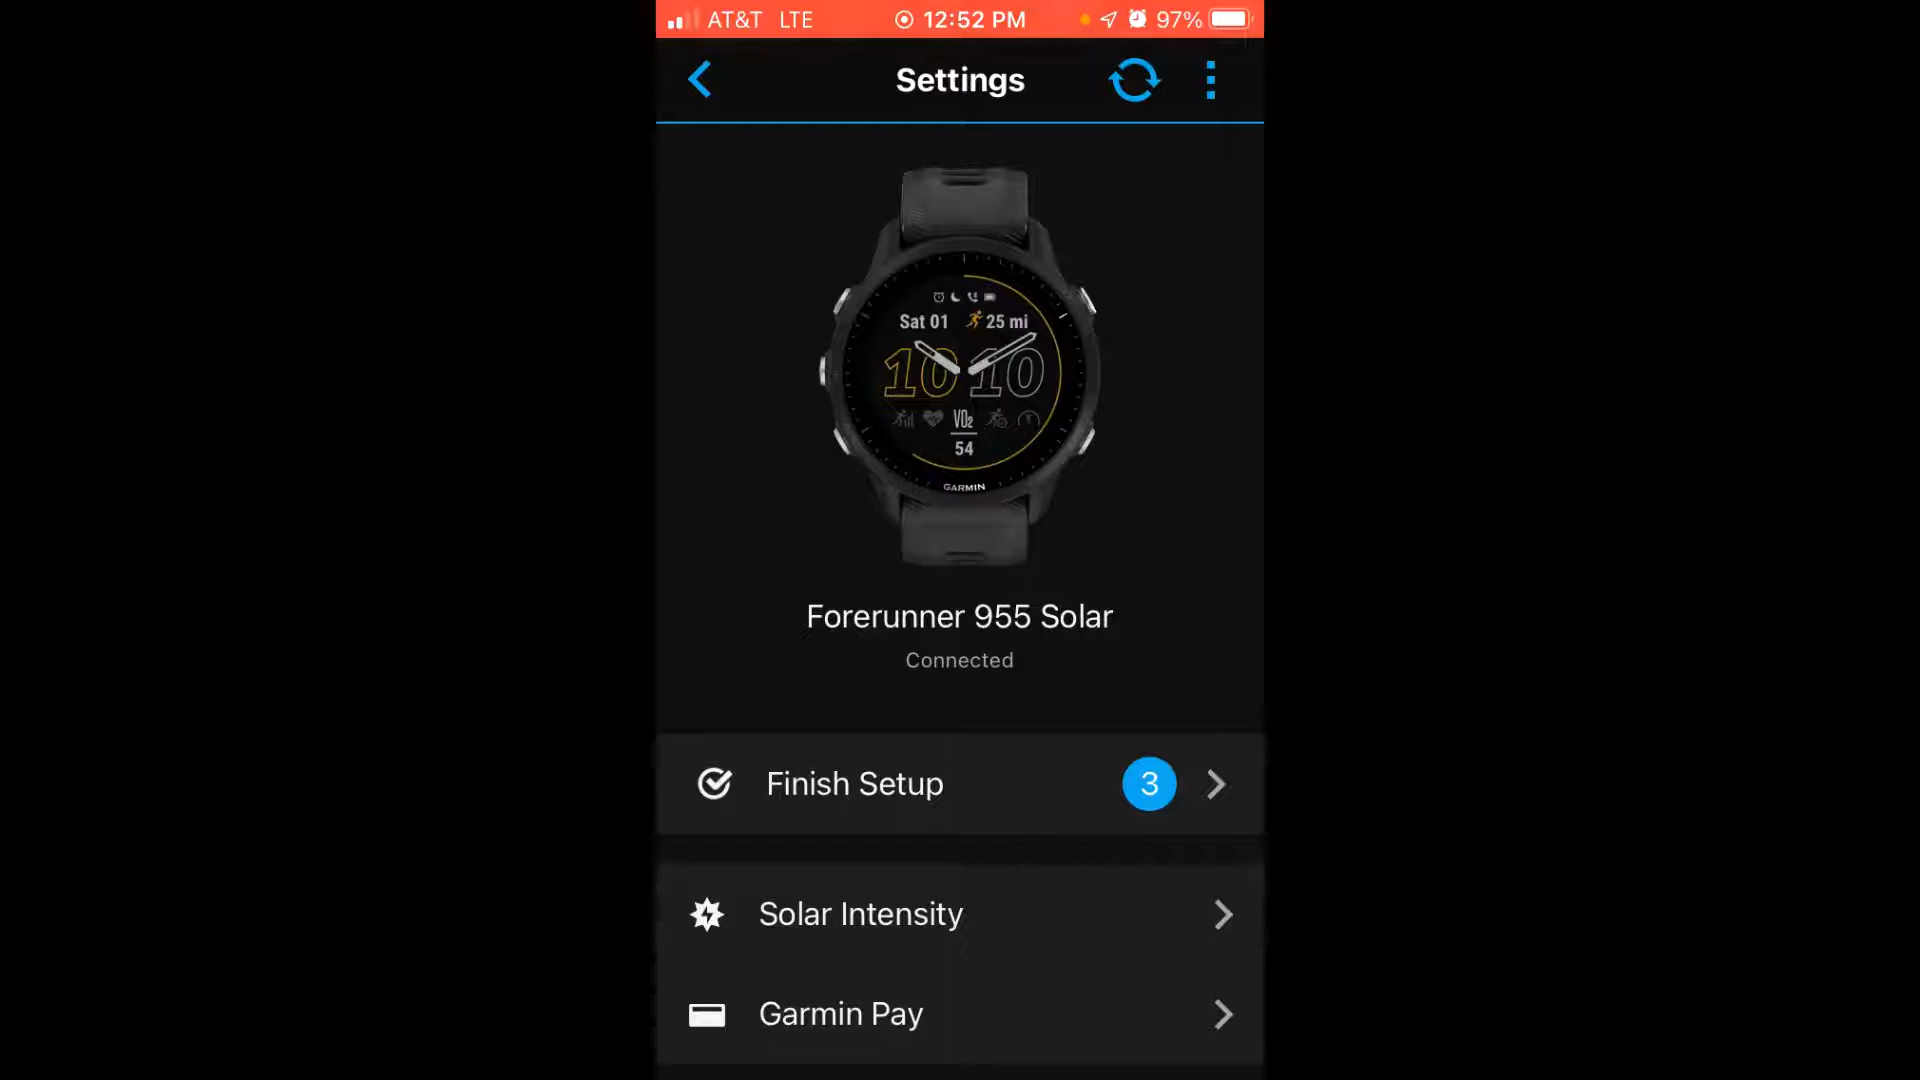 AT&T LTE 12:52 PM 97%
Settings
Sat 01 25 mi
10 10
VO2
54
GARMIN
Forerunner 955 Solar
Connected
Finish Setup 3
Solar Intensity
Garmin Pay